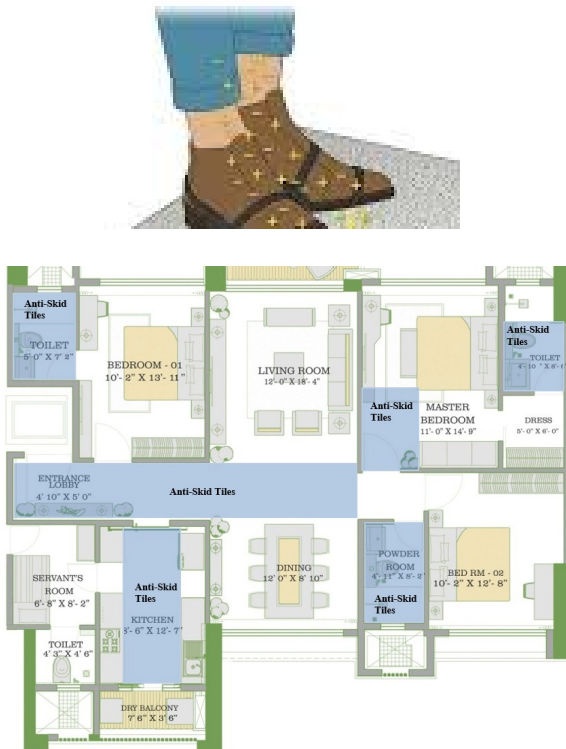 Anti-Skid
Tiles
TOILET
5' 0" X 7' 2"
BEDROOM - 01
10'- 2" X 13'- 11"
LIVING ROOM
12'- 0" X 18'- 4"
Anti-Skid
Tiles
MASTER
BEDROOM
11'- 0" X 14'- 9"
Anti-Skid
Tiles
TOILET
DRESS
5'- 0" X 6'- 0"
ENTRANCE
LOBBY
4' 10" X 5' 0"
Anti-Skid Tiles
SERVANT'S
ROOM
6'- 8" X 8'- 2"
TOILET
4' 3" X 4' 6"
Anti-Skid
Tiles
KITCHEN
8'- 6" X 12'- 7"
DRY BALCONY
7' 6" X 3' 6"
DINING
12' 0" X 8' 10"
POWDER
ROOM
4'- 11" X 8'- 2"
Anti-Skid
Tiles
BED RM - 02
10'- 2" X 12'- 8"